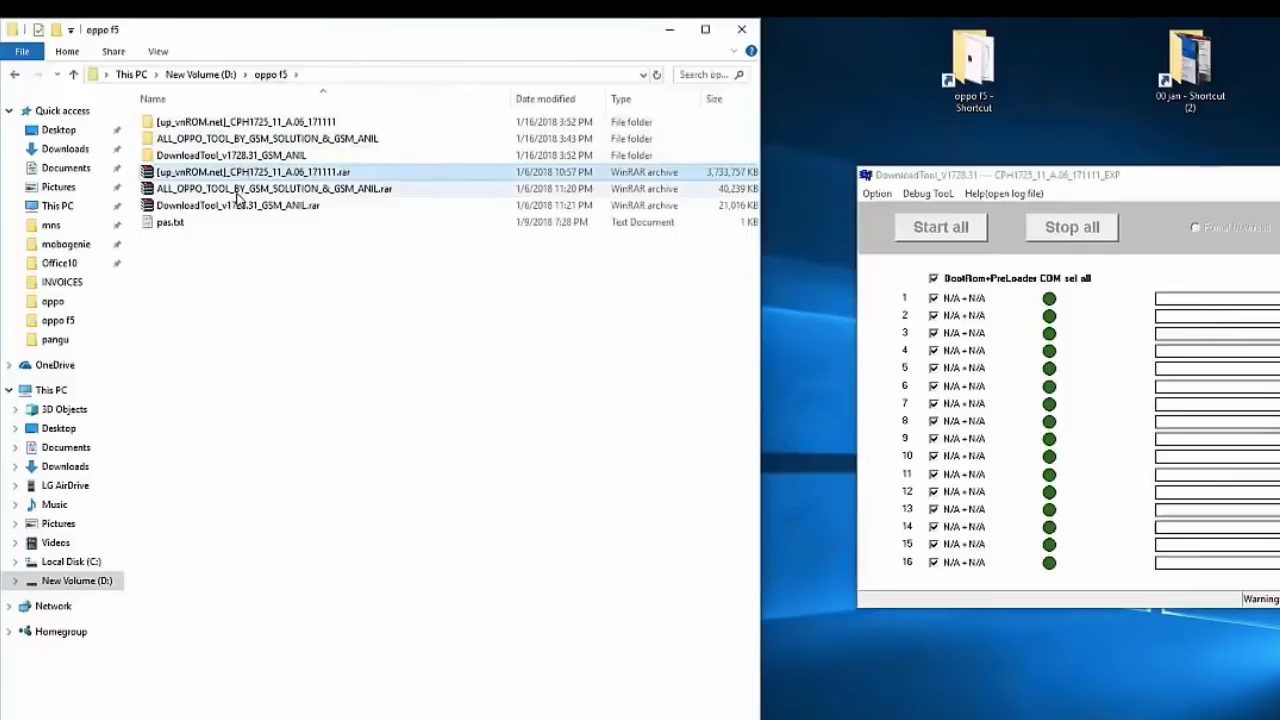 oppo f5
File Home Share View
This PC New Volume (D:) oppo f5
Search op...
Name Date modified Type Size
[up_vnROM.net]_CPH1725_11_A.06_171111 1/16/2018 3:52 PM File folder
ALL_OPPO_TOOL_BY_GSM_SOLUTION_&_GSM_ANIL 1/16/2018 3:43 PM File folder
DownloadTool_v1728.31_GSM_ANIL 1/16/2018 3:52 PM File folder
[up_vnROM.net]_CPH1725_11_A.06_171111.rar 1/6/2018 10:57 PM WinRAR archive 3,733,757 KB
ALL_OPPO_TOOL_BY_GSM_SOLUTION_&_GSM_ANIL.rar 1/6/2018 11:20 PM WinRAR archive 40,239 KB
DownloadTool_v1728.31_GSM_ANIL.rar 1/6/2018 11:21 PM WinRAR archive 21,016 KB
pas.txt 1/9/2018 7:28 PM Text Document 1 KB
Quick access
Desktop
Downloads
Documents
Pictures
This PC
mns
mobogenie
Office10
INVOICES
oppo
oppo f5
pangu
OneDrive
This PC
3D Objects
Desktop
Documents
Downloads
LG AirDrive
Music
Pictures
Videos
Local Disk (C:)
New Volume (D:)
Network
Homegroup
oppo f5 -
Shortcut
00 jan - Shortcut
(2)
DownloadTool_V1728.31 --- CPH1725_11_A.06_171111_EXP
Option Debug TooL Help(open log file)
Start all Stop all Format Download
BootRom+PreLoader COM sel all
1 N/A + N/A
2 N/A + N/A
3 N/A + N/A
4 N/A + N/A
5 N/A + N/A
6 N/A + N/A
7 N/A + N/A
8 N/A + N/A
9 N/A + N/A
10 N/A + N/A
11 N/A + N/A
12 N/A + N/A
13 N/A + N/A
14 N/A + N/A
15 N/A + N/A
16 N/A + N/A
Warning